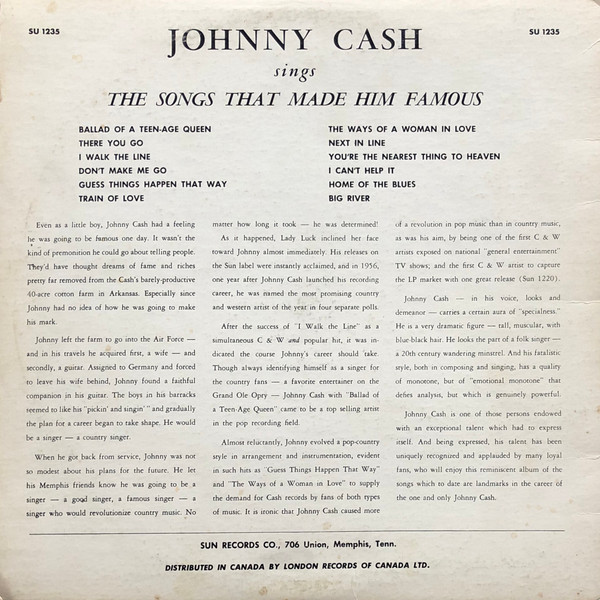 SU 1235
SU 1235
JOHNNY CASH
sings
THE SONGS THAT MADE HIM FAMOUS
BALLAD OF A TEEN-AGE QUEEN
THERE YOU GO
I WALK THE LINE
DON'T MAKE ME GO
GUESS THINGS HAPPEN THAT WAY
TRAIN OF LOVE
THE WAYS OF A WOMAN IN LOVE
NEXT IN LINE
YOU'RE THE NEAREST THING TO HEAVEN
I CAN'T HELP IT
HOME OF THE BLUES
BIG RIVER
Even as a little boy, Johnny Cash had a feeling
he was going to be famous one day. It wasn't the
kind of premonition he could go about telling people.
They'd have thought dreams of fame and riches
pretty far removed from the Cash's barely-productive
40-acre cotton farm in Arkansas. Especially since
Johnny had no idea of how he was going to make
his mark.
Johnny left the farm to go into the Air Force —
and in his travels he acquired first, a wife — and
secondly, a guitar. Assigned to Germany and forced
to leave his wife behind, Johnny found a faithful
companion in his guitar. The boys in his barracks
seemed to like his "pickin' and singin'" and gradually
the plan for a career began to take shape. He would
be a singer — a country singer.
When he got back from service, Johnny was not
so modest about his plans for the future. He let
his Memphis friends know he was going to be a
singer — a good singer, a famous singer — a
singer who would revolutionize country music. No
matter how long it took — he was determined!
As it happened, Lady Luck inclined her face
toward Johnny almost immediately. His releases on
the Sun label were instantly acclaimed, and in 1956,
one year after Johnny Cash launched his recording
career, he was named the most promising country
and western artist of the year in four separate polls.
After the success of "I Walk the Line" as a
simultaneous C & W and popular hit, it was in-
dicated the course Johnny's career should take.
Though always identifying himself as a singer for
the country fans — a favorite entertainer on the
Grand Ole Opry — Johnny Cash with "Ballad of
a Teen-Age Queen" came to be a top selling artist
in the pop recording field.
Almost reluctantly, Johnny evolved a pop-country
style in arrangement and instrumentation, evident
in such hits as "Guess Things Happen That Way"
and "The Ways of a Woman in Love" to supply
the demand for Cash records by fans of both types
of music. It is ironic that Johnny Cash caused more
of a revolution in pop music than in country music,
as was his aim, by being one of the first C & W
artists exposed on national "general entertainment"
TV shows; and the first C & W artist to capture
the LP market with one great release (Sun 1220).
Johnny Cash — in his voice, looks and
demeanor — carries a certain aura of "specialness."
He is a very dramatic figure — tall, muscular, with
blue-black hair. He looks the part of a folk singer —
a 20th century wandering minstrel. And his fatalistic
style, both in composing and singing, has a quality
of monotone, but of "emotional monotone" that
defies analysis, but which is genuinely powerful.
Johnny Cash is one of those persons endowed
with an exceptional talent which had to express
itself. And being expressed, his talent has been
uniquely recognized and applauded by many loyal
fans, who will enjoy this reminiscent album of the
songs which to date are landmarks in the career of
the one and only Johnny Cash.
SUN RECORDS CO., 706 Union, Memphis, Tenn.
DISTRIBUTED IN CANADA BY LONDON RECORDS OF CANADA LTD.